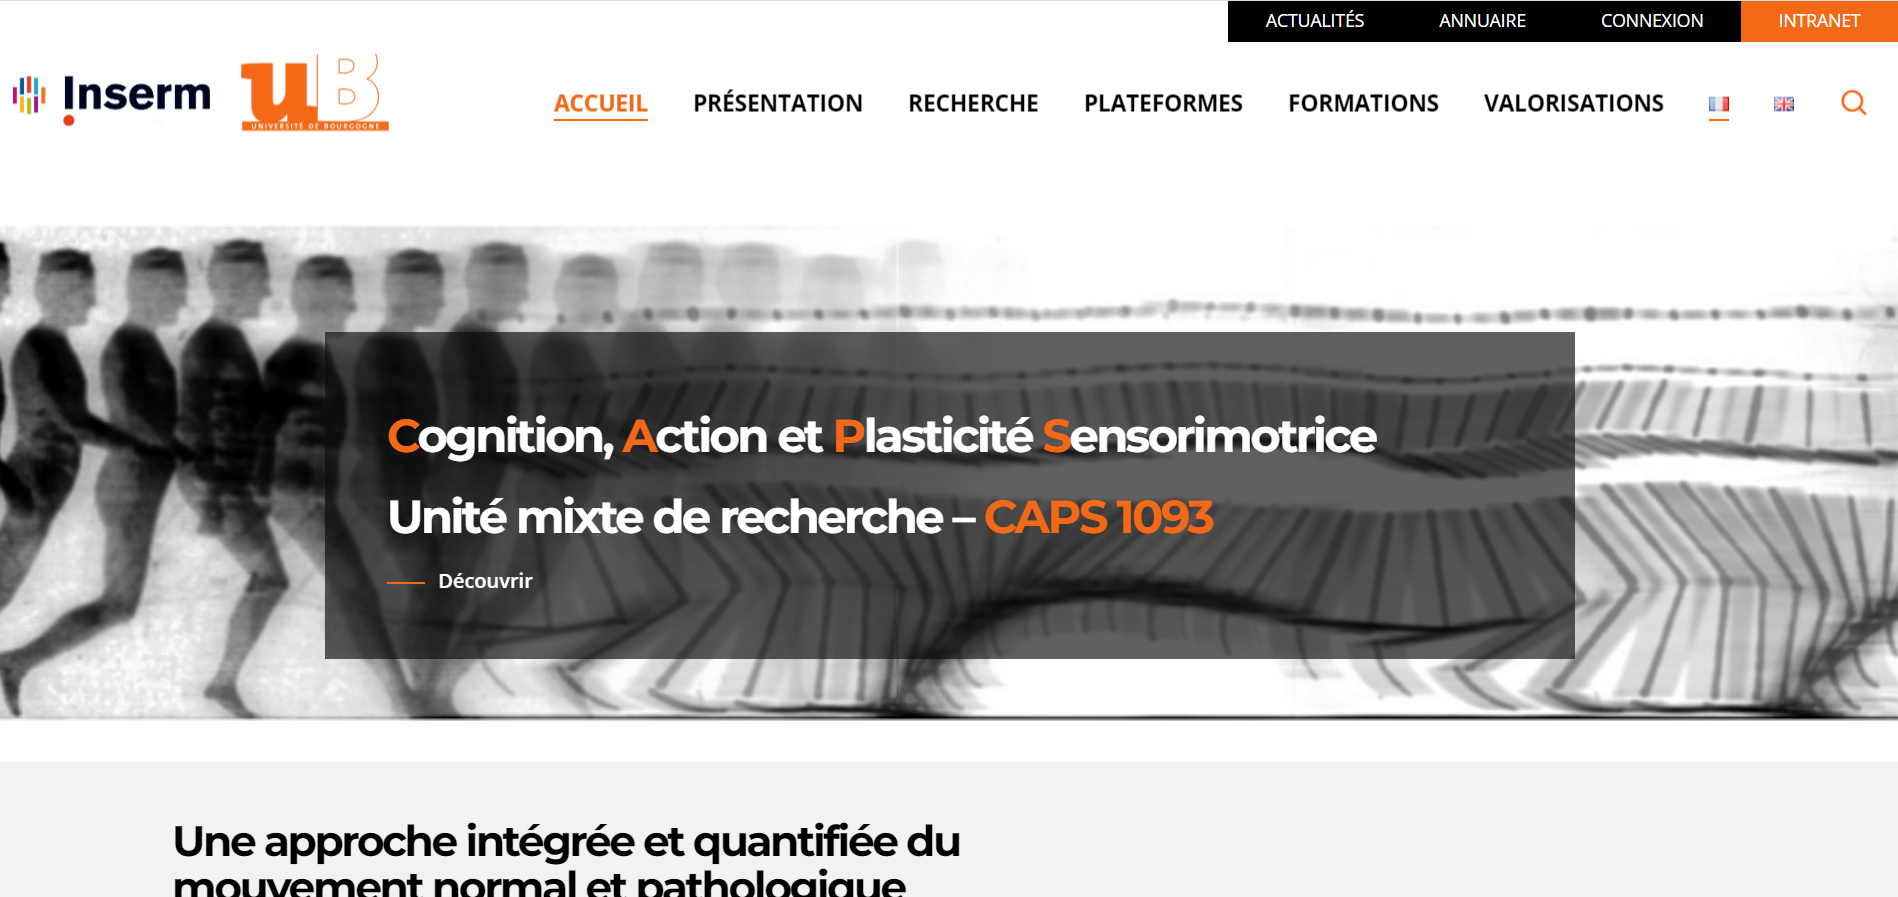 ACTUALITÉS ANNUAIRE CONNEXION INTRANET
Inserm
uB
UNIVERSITÉ DE BOURGOGNE
ACCUEIL PRÉSENTATION RECHERCHE PLATEFORMES FORMATIONS VALORISATIONS
Cognition, Action et Plasticité Sensorimotrice
Unité mixte de recherche – CAPS 1093
Découvrir
Une approche intégrée et quantifiée du
mouvement normal et pathologique